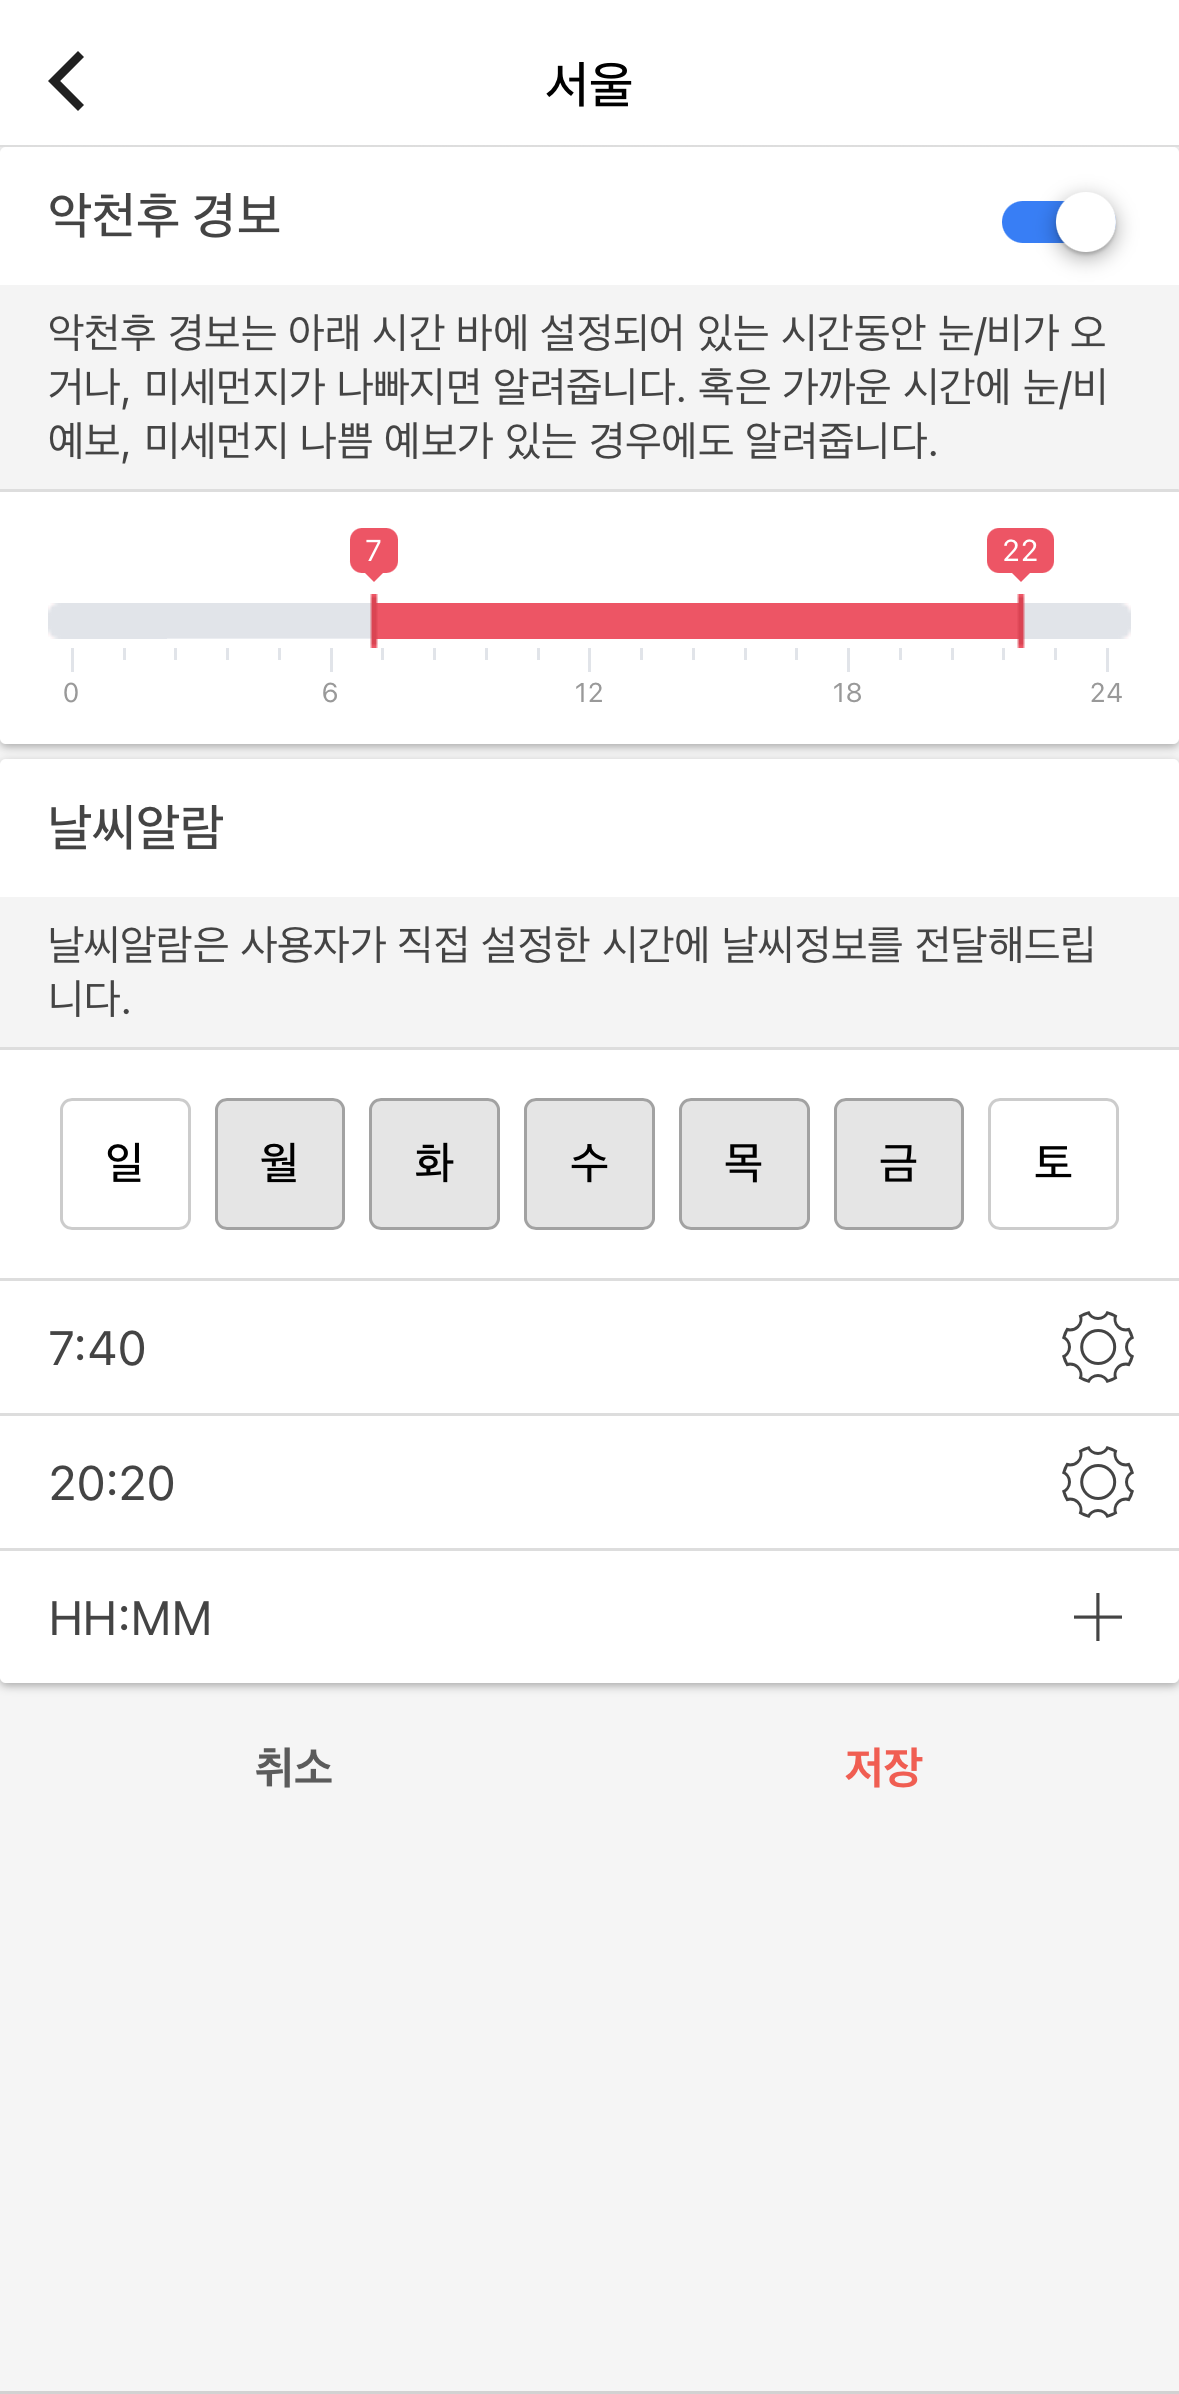 서울
악천후 경보
악천후 경보는 아래 시간 바에 설정되어 있는 시간동안 눈/비가 오
거나, 미세먼지가 나빠지면 알려줍니다. 혹은 가까운 시간에 눈/비
예보, 미세먼지 나쁨 예보가 있는 경우에도 알려줍니다.
7 22
0 6 12 18 24
날씨알람
날씨알람은 사용자가 직접 설정한 시간에 날씨정보를 전달해드립
니다.
일 월 화 수 목 금 토
7:40
20:20
HH:MM
취소 저장